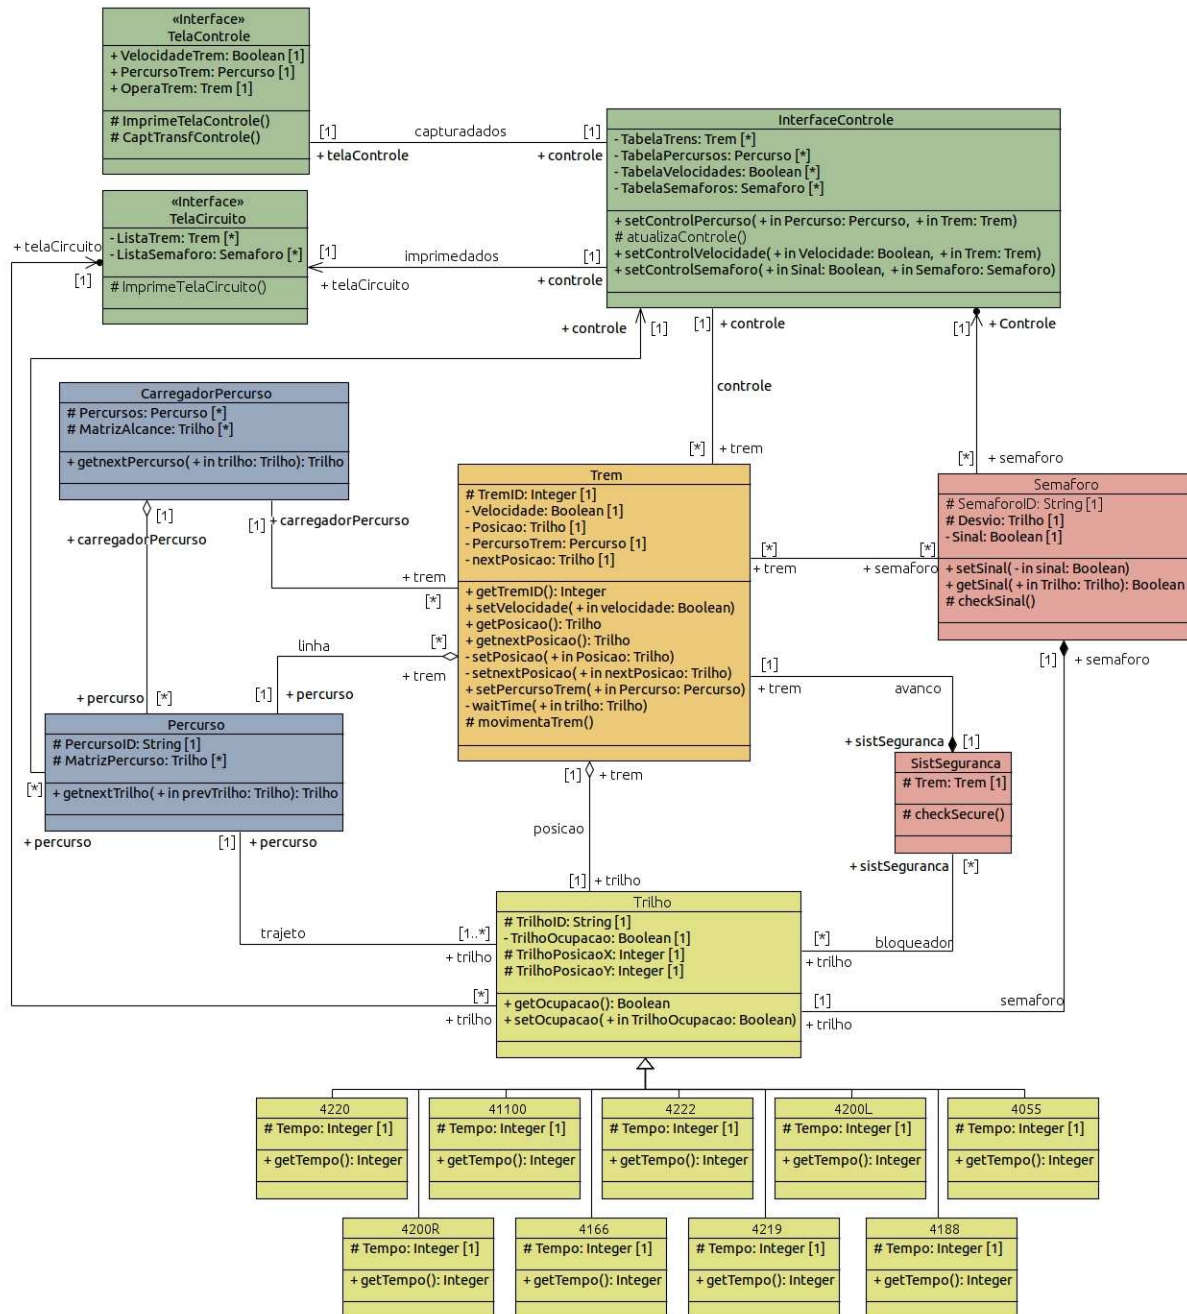 «Interface»
TelaControle
+ VelocidadeTrem: Boolean [1]
+ PercursoTrem: Percurso [1]
+ OperaTrem: Trem [1]
# ImprimeTelaControle()
# CaptTransfControle()
[1]
capturadados
[1]
+ telaControle
+ controle
InterfaceControle
- TabelaTrens: Trem [*]
- TabelaPercursos: Percurso [*]
- TabelaVelocidades: Boolean [*]
- TabelaSemaforos: Semaforo [*]
+ setControlPercurso( + in Percurso: Percurso, + in Trem: Trem)
# atualizaControle()
+ setControlVelocidade( + in Velocidade: Boolean, + in Trem: Trem)
+ setControlSemaforo( + in Sinal: Boolean, + in Semaforo: Semaforo)
«Interface»
TelaCircuito
- ListaTrem: Trem [*]
- ListaSemaforo: Semaforo [*]
# ImprimeTelaCircuito()
+ telaCircuito
[1]
[1]
imprimedados
[1]
+ telaCircuito
+ controle
+ controle
[1]
[1]
+ controle
[1]
+ Controle
controle
[*]
+ trem
[*]
+ semaforo
CarregadorPercurso
# Percursos: Percurso [*]
# MatrizAlcance: Trilho [*]
+ getnextPercurso( + in trilho: Trilho): Trilho
[1]
+ carregadorPercurso
[1]
+ carregadorPercurso
+ trem
[*]
Trem
# TremID: Integer [1]
- Velocidade: Boolean [1]
- Posicao: Trilho [1]
- PercursoTrem: Percurso [1]
- nextPosicao: Trilho [1]
+ getTremID(): Integer
+ setVelocidade( + in velocidade: Boolean)
+ getPosicao(): Trilho
+ getnextPosicao(): Trilho
- setPosicao( + in Posicao: Trilho)
- setnextPosicao( + in nextPosicao: Trilho)
+ setPercursoTrem( + in Percurso: Percurso)
- waitTime( + in trilho: Trilho)
# movimentaTrem()
[*]
+ trem
[*]
+ semaforo
Semaforo
# SemaforoID: String [1]
# Desvio: Trilho [1]
- Sinal: Boolean [1]
+ setSinal( - in sinal: Boolean)
+ getSinal( + in Trilho: Trilho): Boolean
# checkSinal()
[1]
+ semaforo
linha
[*]
+ trem
[1]
+ percurso
+ percurso
[*]
[1]
+ trem
avanco
+ sistSeguranca
[1]
Percurso
# PercursoID: String [1]
# MatrizPercurso: Trilho [*]
+ getnextTrilho( + in prevTrilho: Trilho): Trilho
[*]
+ percurso
[1]
+ percurso
SistSeguranca
# Trem: Trem [1]
# checkSecure()
+ sistSeguranca
[*]
[1]
+ trem
posicao
[1]
+ trilho
trajeto
[1..*]
+ trilho
[*]
+ trilho
Trilho
# TrilhoID: String [1]
- TrilhoOcupacao: Boolean [1]
# TrilhoPosicaoX: Integer [1]
# TrilhoPosicaoY: Integer [1]
+ getOcupacao(): Boolean
+ setOcupacao( + in TrilhoOcupacao: Boolean)
[*]
+ trilho
bloqueador
[1]
+ trilho
semaforo
4220
# Tempo: Integer [1]
+ getTempo(): Integer
41100
# Tempo: Integer [1]
+ getTempo(): Integer
4222
# Tempo: Integer [1]
+ getTempo(): Integer
4200L
# Tempo: Integer [1]
+ getTempo(): Integer
4055
# Tempo: Integer [1]
+ getTempo(): Integer
4200R
# Tempo: Integer [1]
+ getTempo(): Integer
4166
# Tempo: Integer [1]
+ getTempo(): Integer
4219
# Tempo: Integer [1]
+ getTempo(): Integer
4188
# Tempo: Integer [1]
+ getTempo(): Integer